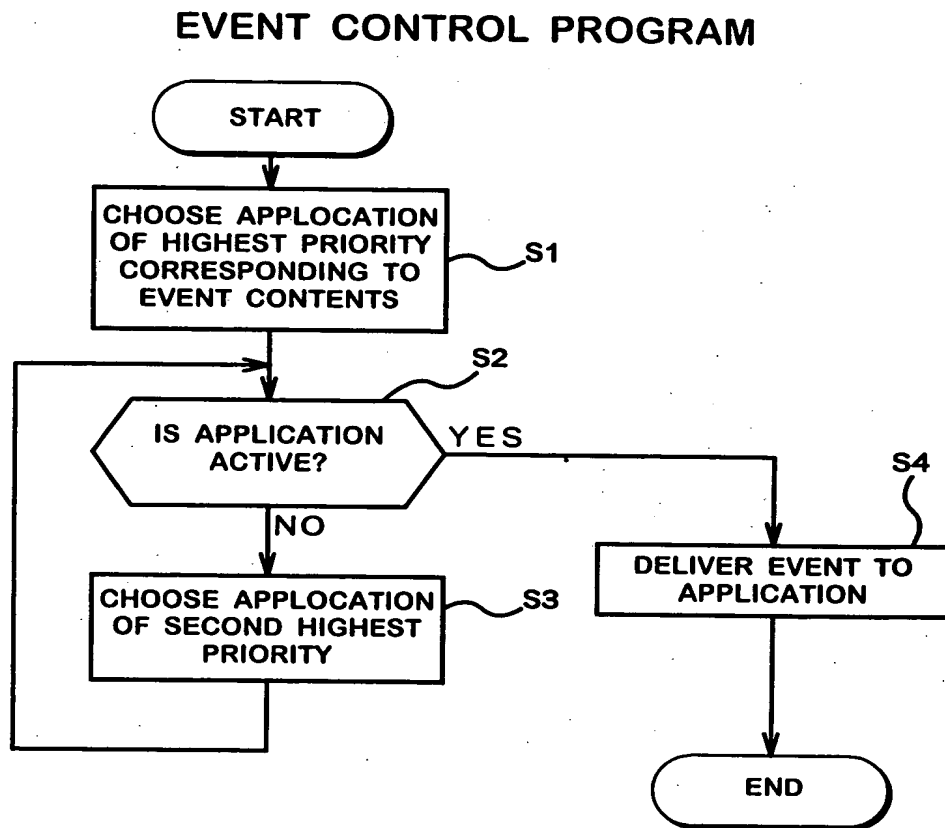 EVENT CONTROL PROGRAM
START
CHOOSE APPLOCATION
OF HIGHEST PRIORITY
CORRESPONDING TO
EVENT CONTENTS
S1
S2
IS APPLICATION
ACTIVE?
YES
NO
S4
DELIVER EVENT TO
APPLICATION
CHOOSE APPLOCATION
OF SECOND HIGHEST
PRIORITY
S3
END